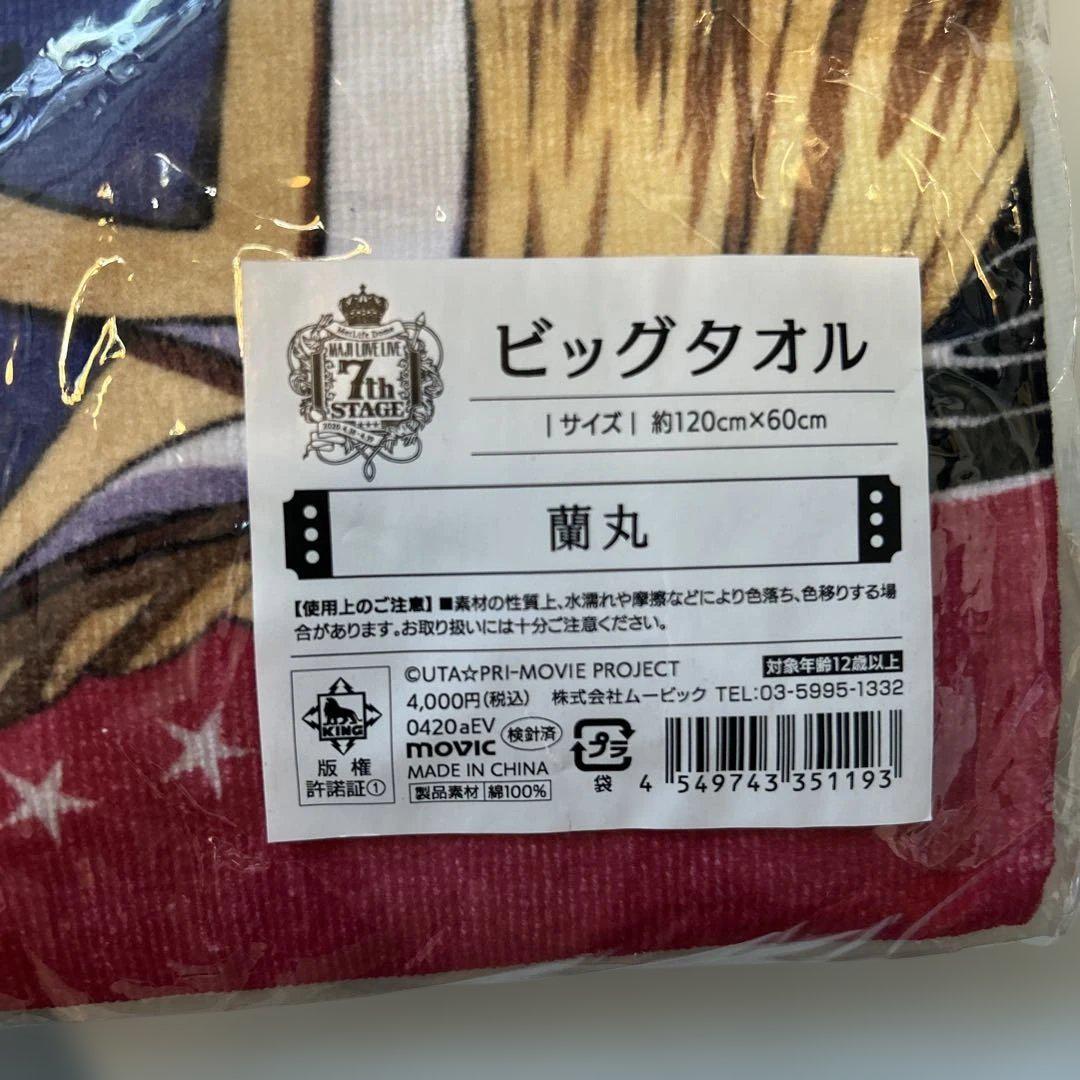 MetLife Dome
MAJI LOVE LIVE
7th
STAGE
ビッグタオル
|サイズ| 約120cm×60cm
蘭丸
【使用上のご注意】■素材の性質上、水濡れや摩擦などにより色落ち、色移りする場
合があります。お取り扱いには十分ご注意ください。
©UTA☆PRI-MOVIE PROJECT
対象年齢12歳以上
4,000円(税込) 株式会社ムービック TEL:03-5995-1332
0420aEV
movic
検針済
MADE IN CHINA
製品素材 綿100%
KING
版権
許諾証①
プラ
袋
4 549743 351193